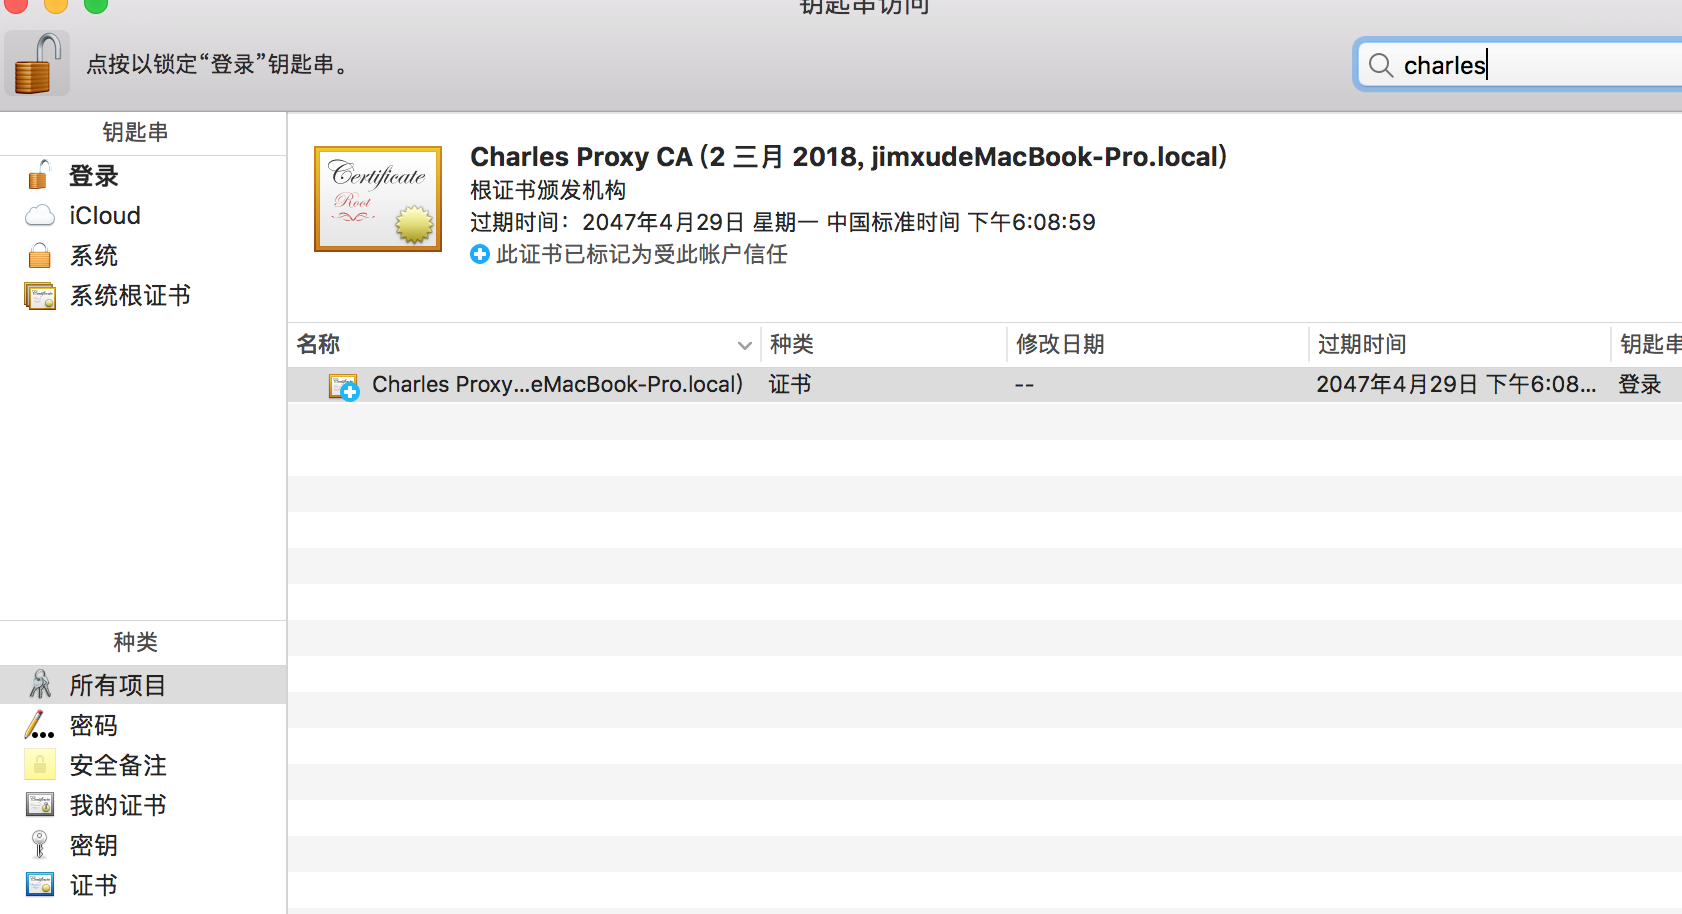 钥匙串访问
点按以锁定“登录”钥匙串。
charles
钥匙串
登录
iCloud
系统
系统根证书
Certificate
Root
Charles Proxy CA (2 三月 2018, jimxudeMacBook-Pro.local)
根证书颁发机构
过期时间：2047年4月29日 星期一 中国标准时间 下午6:08:59
此证书已标记为受此帐户信任
名称 种类 修改日期 过期时间 钥匙串
Charles Proxy...eMacBook-Pro.local) 证书 -- 2047年4月29日 下午6:08... 登录
种类
所有项目
密码
安全备注
我的证书
密钥
证书